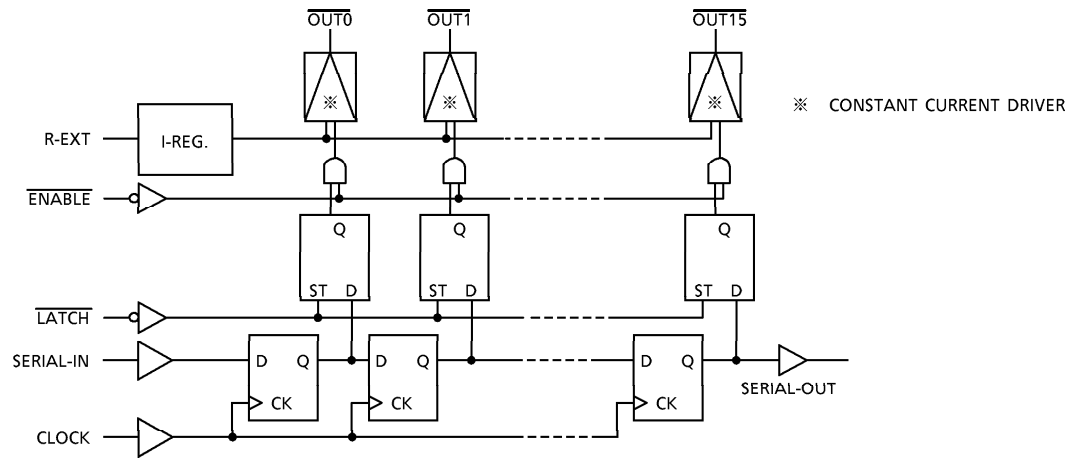 OUT0 OUT1 OUT15
※ ※ ※ ※ CONSTANT CURRENT DRIVER
R-EXT I-REG.
ENABLE
Q Q Q
ST D ST D ST D
LATCH
SERIAL-IN D Q D Q D Q
SERIAL-OUT
CK CK CK
CLOCK